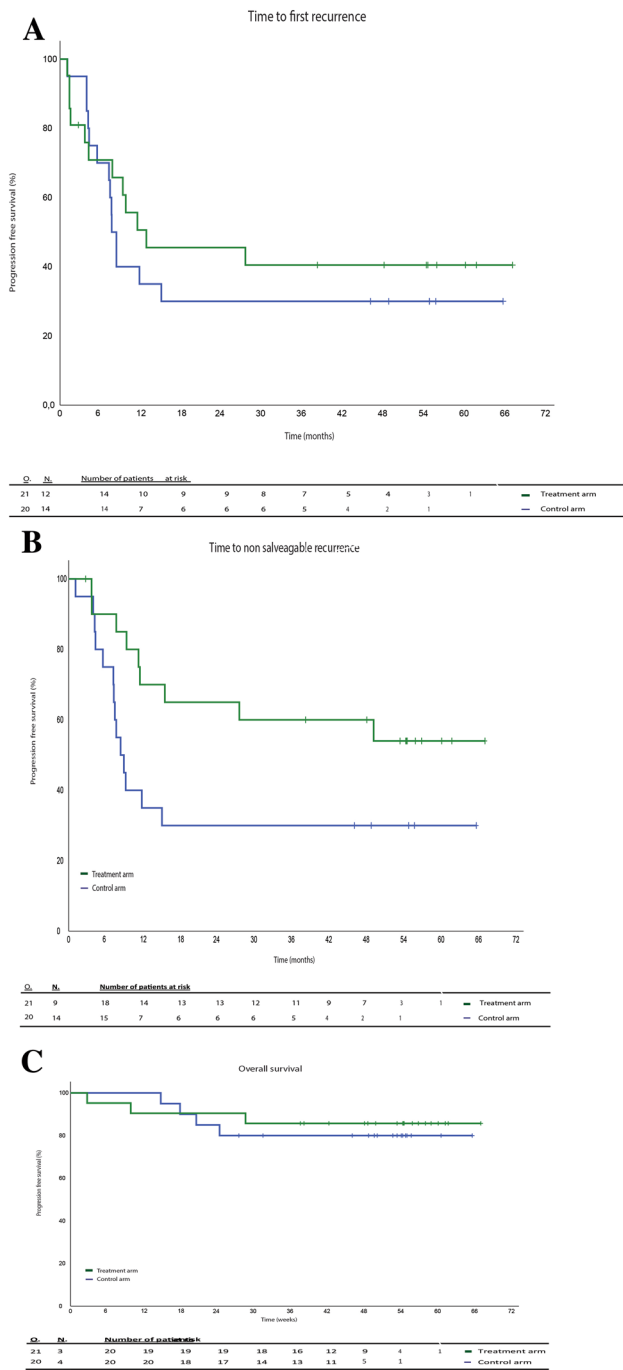 A
Time to first recurrence
Progression free survival (%)
100
80
60
40
20
0,0
0 6 12 18 24 30 36 42 48 54 60 66 72
Time (months)
O. N. Number of patients at risk
21 12 14 10 9 9 8 7 5 4 3 1 Treatment arm
20 14 14 7 6 6 6 5 4 2 1 Control arm
B
Time to non salveagable recurrence
Progression free survival (%)
100
80
60
40
20
0
Treatment arm
Control arm
0 6 12 18 24 30 36 42 48 54 60 66 72
Time (months)
O. N. Number of patients at risk
21 9 18 14 13 13 12 11 9 7 3 1 Treatment arm
20 14 15 7 6 6 6 5 4 2 1 Control arm
C
Overall survival
Progression free survival (%)
100
80
60
40
20
0
Treatment arm
Control arm
0 6 12 18 24 30 36 42 48 54 60 66 72
Time (weeks)
O. N. Number of patients at risk
21 3 20 19 19 19 18 16 12 9 4 1 Treatment arm
20 4 20 20 18 17 14 13 11 5 1 Control arm